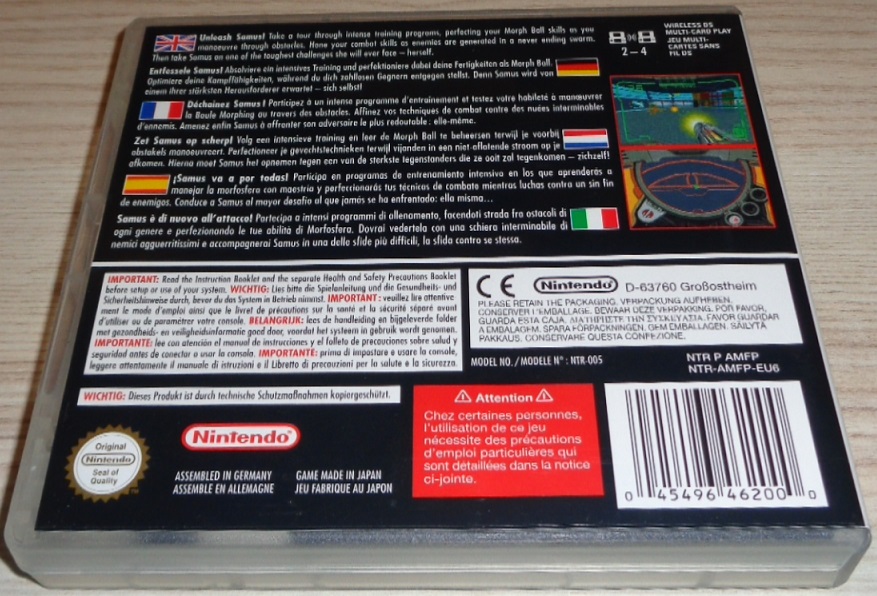 Unleash Samus! Take a tour through intense training programs, perfecting your Morph Ball skills as you
manoeuvre through obstacles. Hone your combat skills as enemies are generated in a never ending swarm.
Then take Samus on one of the toughest challenges she will ever face – herself.
Entfessele Samus! Absolviere ein intensives Training und perfektioniere dabei deine Fertigkeiten als Morph Ball.
Optimiere deine Kampffähigkeiten, während du dich zahllosen Gegnern entgegen stellst. Denn Samus wird von
einem ihrer stärksten Herausforderer erwartet – sich selbst!
Déchainez Samus! Participez à un intense programme d'entrainement et testez votre habileté à manœuvrer
la Boule Morphing au travers des obstacles. Affinez vos techniques de combat contre des nuées interminables
d'ennemis. Amenez enfin Samus à affronter son adversaire le plus redoutable : elle-même.
Zet Samus op scherp! Volg een intensieve training en leer de Morph Ball te beheersen terwijl je voorbij
obstakels manoeuvreert. Perfectioneer je gevechtstechnieken terwijl vijanden in een niet-aflatende stroom op je
afkomen. Hierna moet Samus het opnemen tegen een van de sterkste tegenstanders die ze ooit zal tegenkomen – zichzelf!
¡Samus va a por todas! Participa en programas de entrenamiento intensivo en los que aprenderás a
manejar la morfosfera con maestría y perfeccionarás tus técnicas de combate mientras luchas contra un sin fin
de enemigos. Conduce a Samus al mayor desafío al que jamás se ha enfrentado: ella misma...
Samus è di nuovo all'attacco! Partecipa a intensi programmi di allenamento, facendoti strada fra ostacoli di
ogni genere e perfezionando le tue abilità di Morfosfera. Dovrai vedertela con una schiera interminabile di
nemici agguerritissimi e accompagnerai Samus in una delle sfide più difficili, la sfida contro se stessa.
2–4
WIRELESS DS
MULTI-CARD PLAY
JEU MULTI-
CARTES SANS
FIL DS
IMPORTANT: Read the Instruction Booklet and the separate Health and Safety Precautions Booklet
before setup or use of your system. WICHTIG: Lies bitte die Spielanleitung und die Gesundheits- und
Sicherheitshinweise durch, bevor du das System in Betrieb nimmst. IMPORTANT : veuillez lire attentive
ment le mode d'emploi ainsi que le livret de précautions sur la santé et la sécurité séparé avant
d'utiliser ou de paramétrer votre console. BELANGRIJK: lees de handleiding en bijgeleverde folder
met gezondheids- en veiligheidsinformatie goed door, voordat het systeem in gebruik wordt genomen.
IMPORTANTE: lee con atención el manual de instrucciones y el folleto de precauciones sobre salud y
seguridad antes de conectar o usar la consola. IMPORTANTE: prima di impostare e usare la console,
leggere attentamente il manuale di istruzioni e il Libretto di precauzioni per la salute e la sicurezza.
CE
Nintendo
D-63760 Großostheim
PLEASE RETAIN THE PACKAGING. VERPACKUNG AUFHEBEN.
CONSERVER L'EMBALLAGE. BEWAAR DEZE VERPAKKING. POR FAVOR,
GUARDA ESTA CAJA. FAVOR GUARDAR
A EMBALAGEM. SPARA FÖRPACKNINGEN. GEM EMBALLAGEN. SÄILYTÄ
PAKKAUS. CONSERVARE QUESTA CONFEZIONE.
MODEL NO./MODELE N° : NTR-005
NTR P AMFP
NTR-AMFP-EU6
WICHTIG: Dieses Produkt ist durch technische Schutzmaßnahmen kopiergeschützt.
Original
Nintendo
Seal of
Quality
Nintendo
ASSEMBLED IN GERMANY
ASSEMBLE EN ALLEMAGNE
GAME MADE IN JAPAN
JEU FABRIQUE AU JAPON
Attention
Chez certaines personnes,
l'utilisation de ce jeu
nécessite des précautions
d'emploi particulières qui
sont détaillées dans la notice
ci-jointe.
0 45496 46200 0